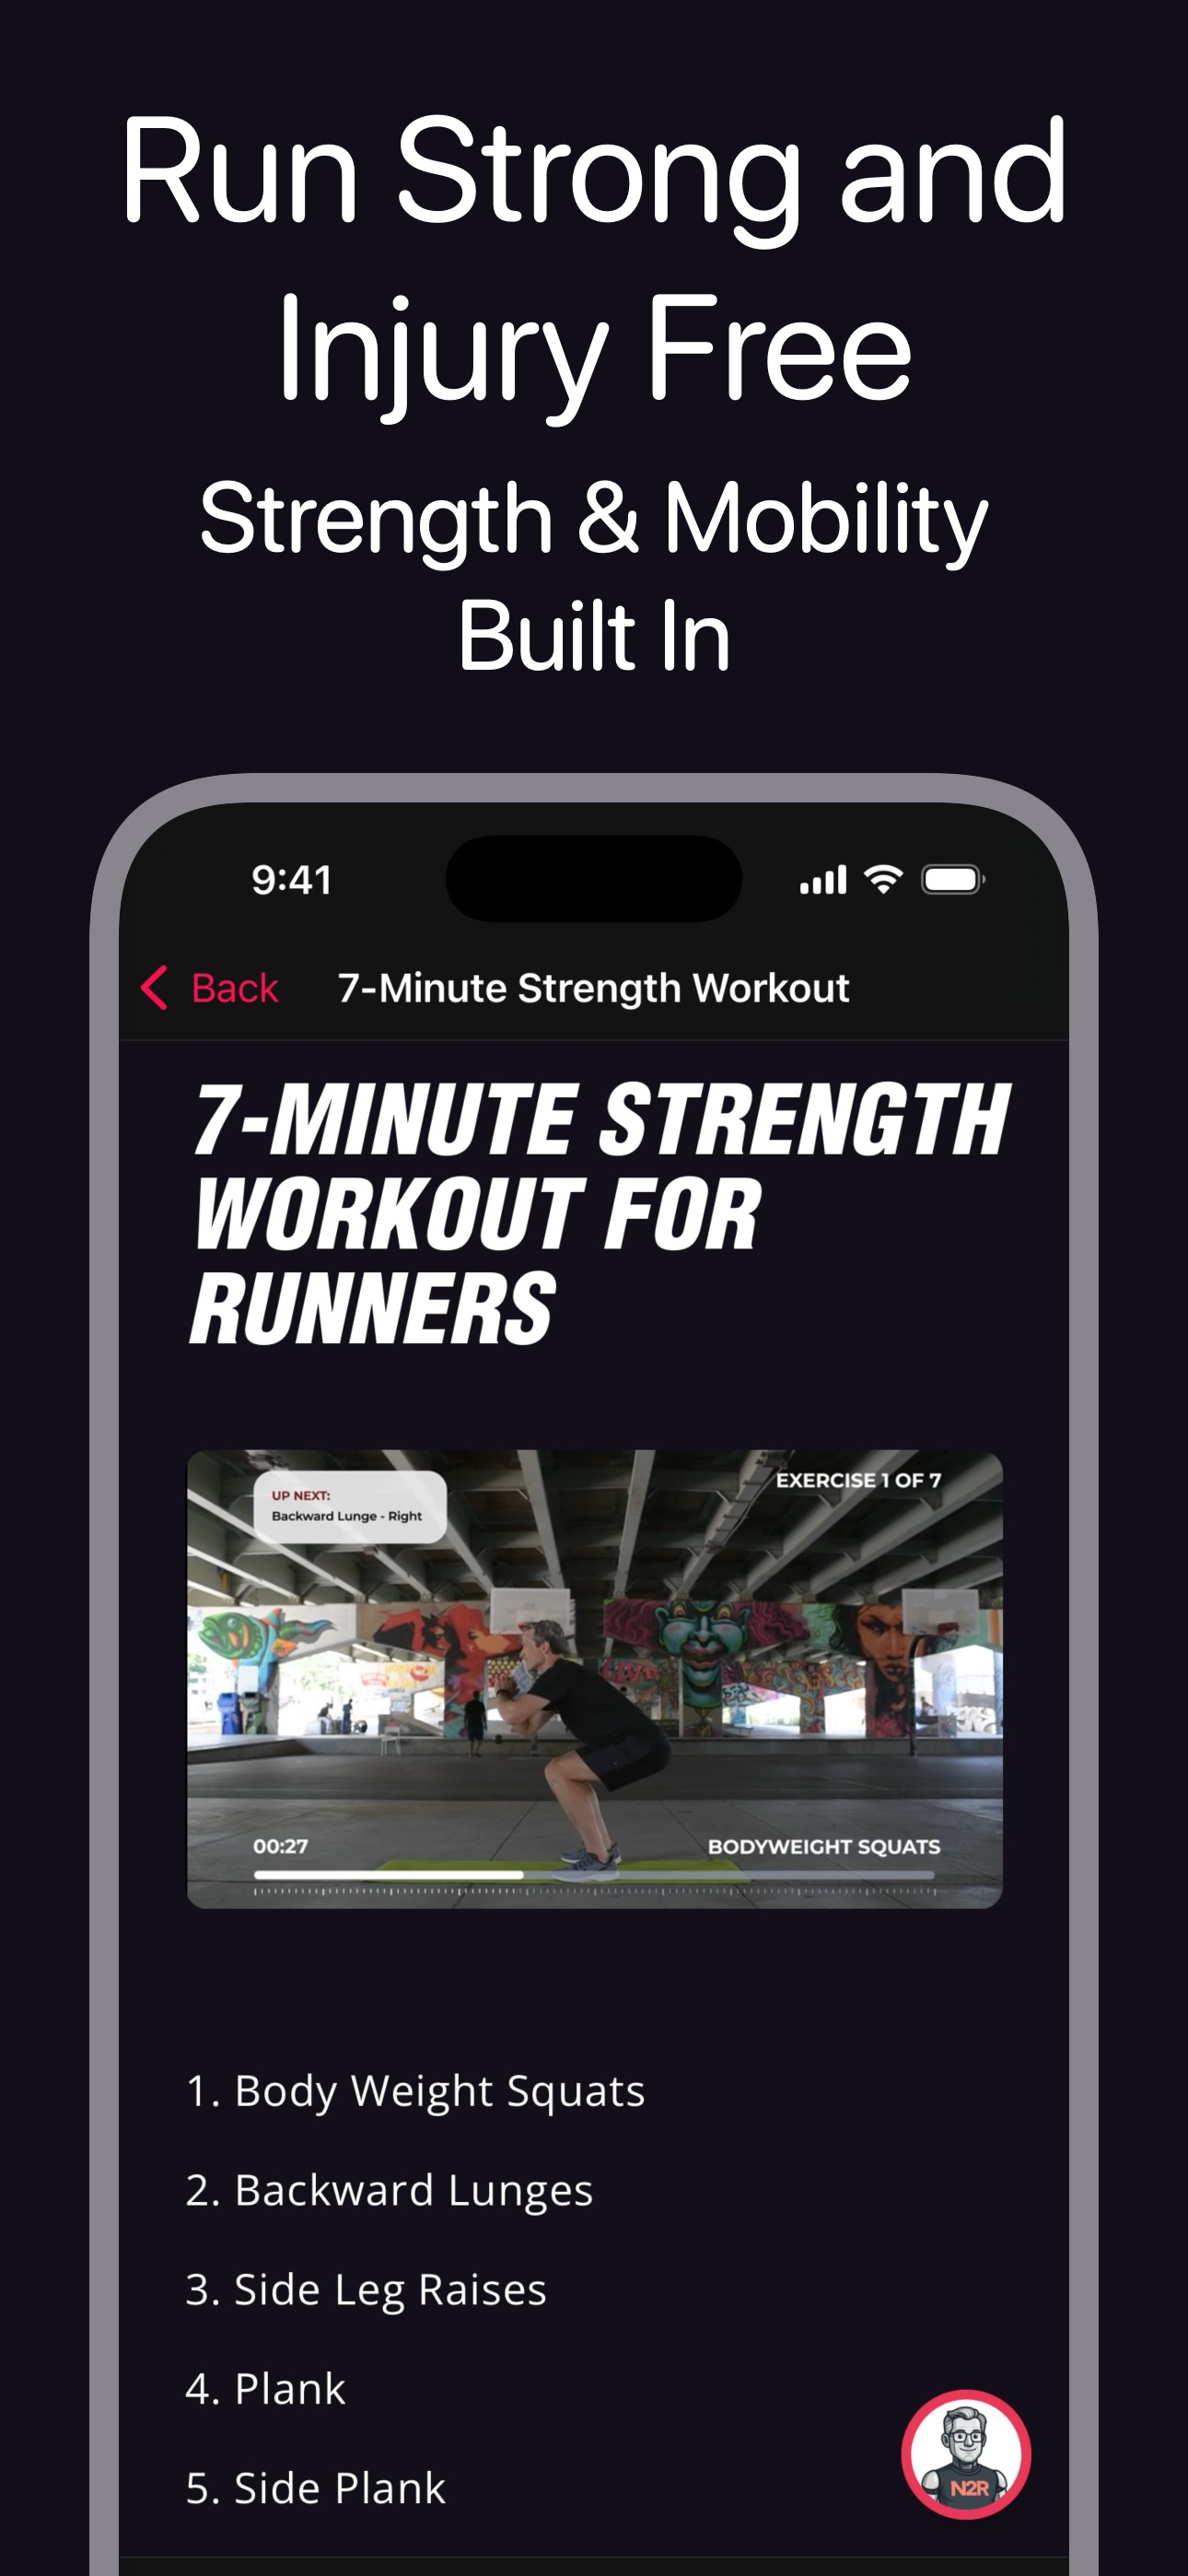 Run Strong and
Injury Free
Strength & Mobility
Built In
9:41
Back 7-Minute Strength Workout
7-MINUTE STRENGTH
WORKOUT FOR
RUNNERS
UP NEXT:
Backward Lunge - Right
EXERCISE 1 OF 7
00:27
BODYWEIGHT SQUATS
1. Body Weight Squats
2. Backward Lunges
3. Side Leg Raises
4. Plank
5. Side Plank
N2R